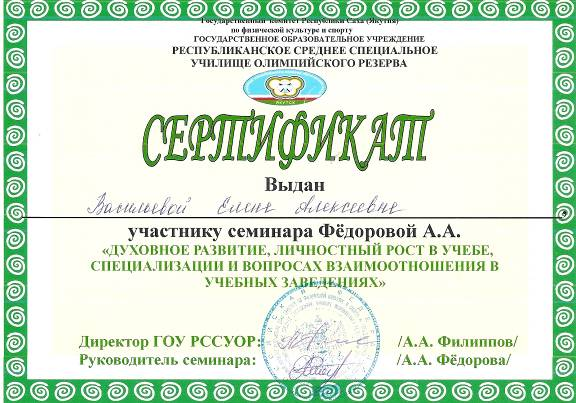 Государственный комитет Республики Саха (Якутия)
по физической культуре и спорту
ГОСУДАРСТВЕННОЕ ОБРАЗОВАТЕЛЬНОЕ УЧРЕЖДЕНИЕ
РЕСПУБЛИКАНСКОЕ СРЕДНЕЕ СПЕЦИАЛЬНОЕ
УЧИЛИЩЕ ОЛИМПИЙСКОГО РЕЗЕРВА
ЯКУТСК
СЕРТИФИКАТ
Выдан
Васильевой Елене Алексеевне
участнику семинара Фёдоровой А.А.
«ДУХОВНОЕ РАЗВИТИЕ, ЛИЧНОСТНЫЙ РОСТ В УЧЕБЕ,
СПЕЦИАЛИЗАЦИИ И ВОПРОСАХ ВЗАИМООТНОШЕНИЯ В
УЧЕБНЫХ ЗАВЕДЕНИЯХ»
Директор ГОУ РССУОР: /А.А. Филиппов/
Руководитель семинара: /А.А. Фёдорова/